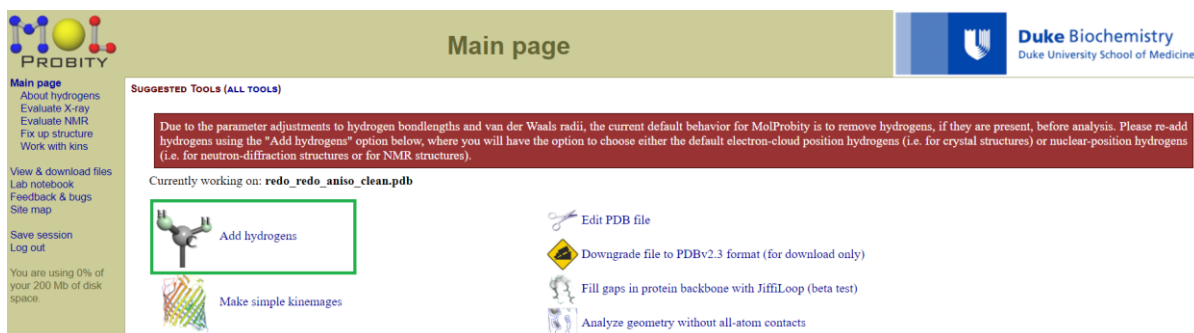 MOL
PROBITY
Main page
Duke Biochemistry
Duke University School of Medicine
Main page
About hydrogens
Evaluate X-ray
Evaluate NMR
Fix up structure
Work with kins
View & download files
Lab notebook
Feedback & bugs
Site map
Save session
Log out
You are using 0% of
your 200 Mb of disk
space.
SUGGESTED TOOLS (ALL TOOLS)
Due to the parameter adjustments to hydrogen bondlengths and van der Waals radii, the current default behavior for MolProbity is to remove hydrogens, if they are present, before analysis. Please re-add
hydrogens using the "Add hydrogens" option below, where you will have the option to choose either the default electron-cloud position hydrogens (i.e. for crystal structures) or nuclear-position hydrogens
(i.e. for neutron-diffraction structures or for NMR structures).
Currently working on: redo_redo_aniso_clean.pdb
H H
C
Add hydrogens
Edit PDB file
Downgrade file to PDBv2.3 format (for download only)
Make simple kinemages
Fill gaps in protein backbone with JiffiLoop (beta test)
Analyze geometry without all-atom contacts